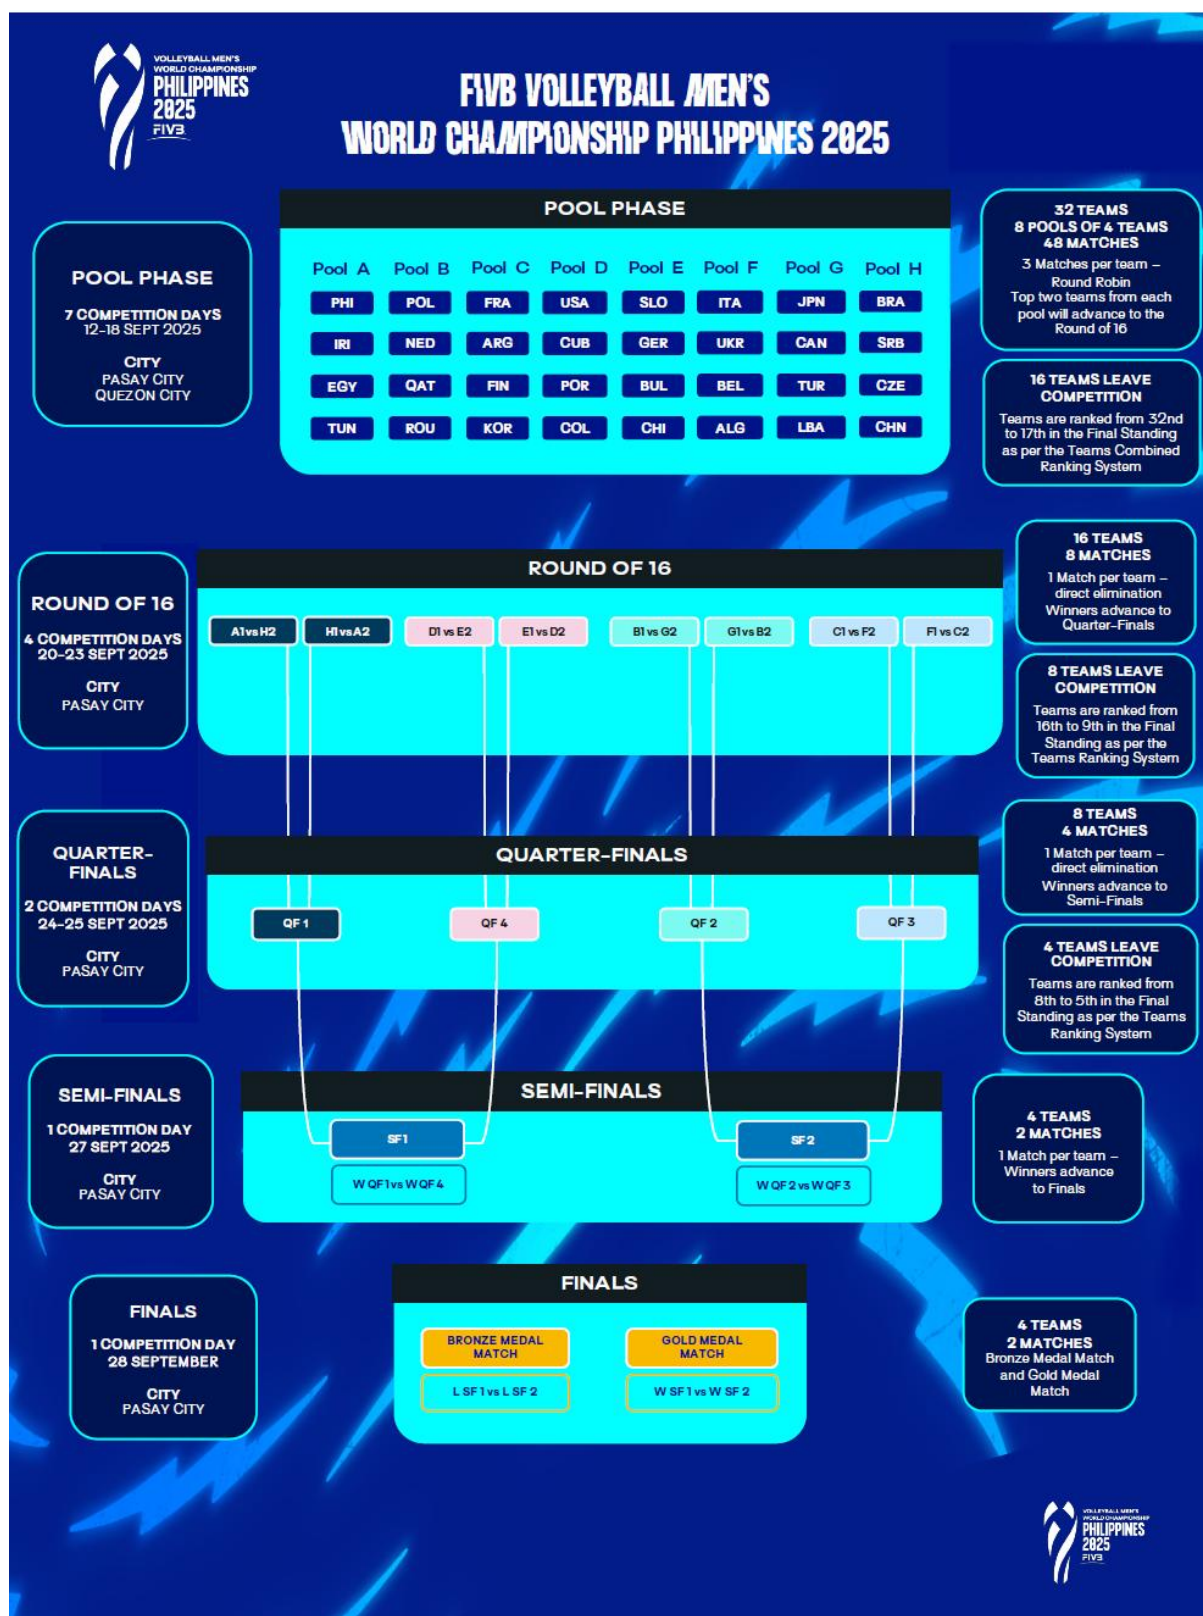 VOLLEYBALL MEN'S
WORLD CHAMPIONSHIP
PHILIPPINES
2025
FIVB
FIVB VOLLEYBALL MEN'S
WORLD CHAMPIONSHIP PHILIPPINES 2025
POOL PHASE
7 COMPETITION DAYS
12-18 SEPT 2025
CITY
PASAY CITY
QUEZON CITY
POOL PHASE
Pool A Pool B Pool C Pool D Pool E Pool F Pool G Pool H
PHI POL FRA USA SLO ITA JPN BRA
IRI NED ARG CUB GER UKR CAN SRB
EGY QAT FIN POR BUL BEL TUR CZE
TUN ROU KOR COL CHI ALG LBA CHN
32 TEAMS
8 POOLS OF 4 TEAMS
48 MATCHES
3 Matches per team –
Round Robin
Top two teams from each
pool will advance to the
Round of 16
16 TEAMS LEAVE
COMPETITION
Teams are ranked from 32nd
to 17th in the Final Standing
as per the Teams Combined
Ranking System
ROUND OF 16
4 COMPETITION DAYS
20-23 SEPT 2025
CITY
PASAY CITY
ROUND OF 16
A1 vs H2 H1 vs A2 D1 vs E2 E1 vs D2 B1 vs G2 G1 vs B2 C1 vs F2 F1 vs C2
16 TEAMS
8 MATCHES
1 Match per team –
direct elimination
Winners advance to
Quarter-Finals
8 TEAMS LEAVE
COMPETITION
Teams are ranked from
16th to 9th in the Final
Standing as per the
Teams Ranking System
QUARTER-
FINALS
2 COMPETITION DAYS
24-25 SEPT 2025
CITY
PASAY CITY
QUARTER-FINALS
QF 1 QF 4 QF 2 QF 3
8 TEAMS
4 MATCHES
1 Match per team –
direct elimination
Winners advance to
Semi-Finals
4 TEAMS LEAVE
COMPETITION
Teams are ranked from
8th to 5th in the Final
Standing as per the Teams
Ranking System
SEMI-FINALS
1 COMPETITION DAY
27 SEPT 2025
CITY
PASAY CITY
SEMI-FINALS
SF1 SF 2
W QF 1 vs W QF 4 W QF 2 vs W QF 3
4 TEAMS
2 MATCHES
1 Match per team –
Winners advance
to Finals
FINALS
1 COMPETITION DAY
28 SEPTEMBER
CITY
PASAY CITY
FINALS
BRONZE MEDAL
MATCH
L SF 1 vs L SF 2
GOLD MEDAL
MATCH
W SF 1 vs W SF 2
4 TEAMS
2 MATCHES
Bronze Medal Match
and Gold Medal
Match
VOLLEYBALL MEN'S
WORLD CHAMPIONSHIP
PHILIPPINES
2025
FIVB